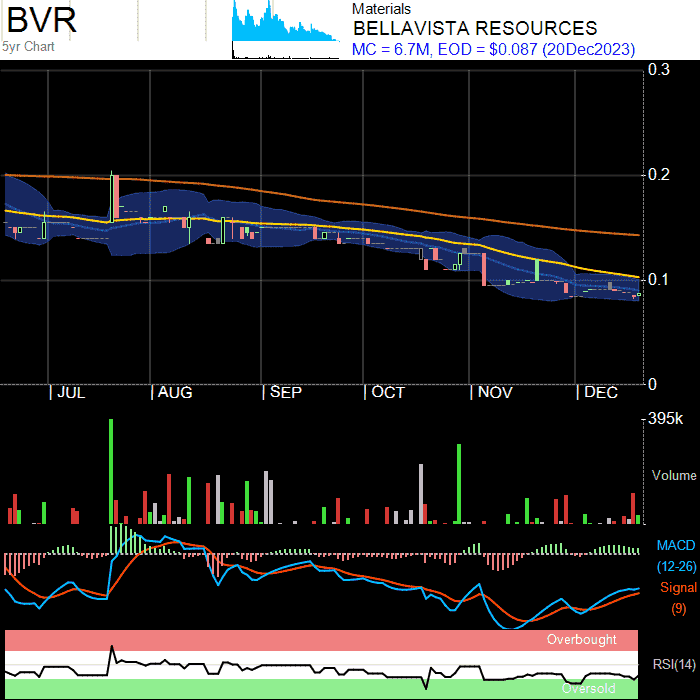 BVR
5yr Chart
Materials
BELLAVISTA RESOURCES
MC = 6.7M, EOD = $0.087 (20Dec2023)
0.3
0.2
0.1
0
JUL
AUG
SEP
OCT
NOV
DEC
395k
Volume
MACD
(12-26)
Signal
(9)
Overbought
RSI(14)
Oversold